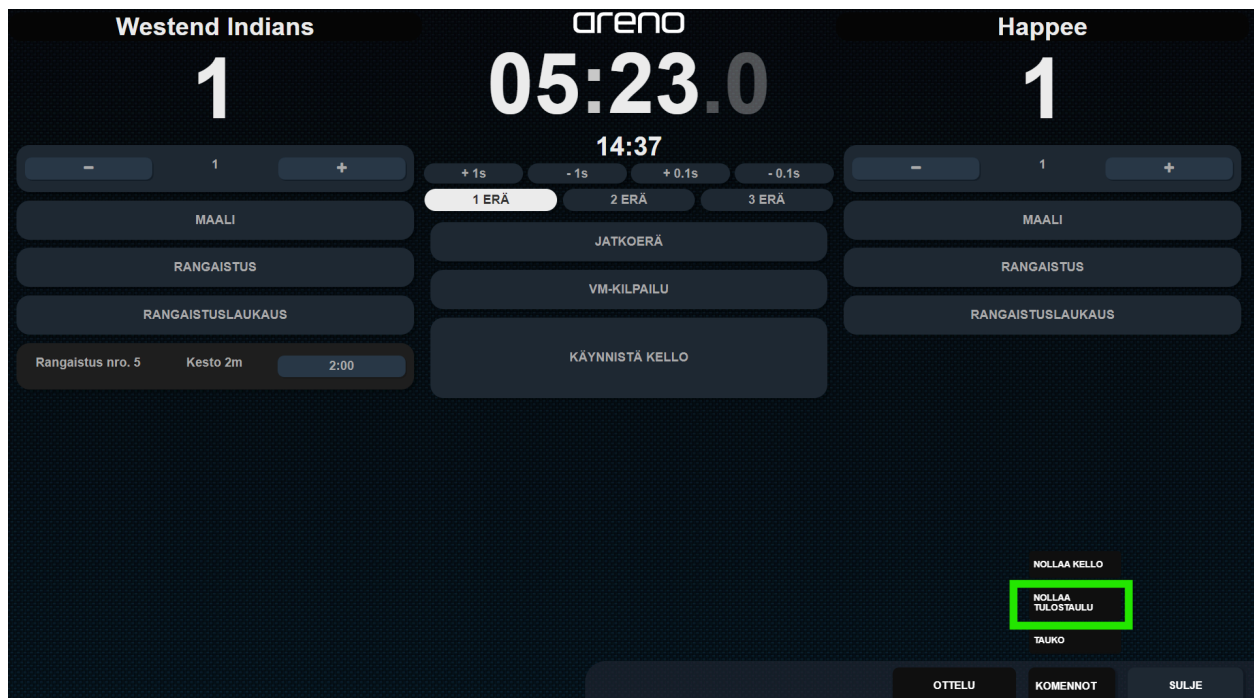 Westend Indians
areno
Happee
1
05:23.0
1
14:37
− 1 +
+ 1s - 1s + 0.1s - 0.1s
− 1 +
1 ERÄ 2 ERÄ 3 ERÄ
MAALI
JATKOERÄ
MAALI
RANGAISTUS
VM-KILPAILU
RANGAISTUS
RANGAISTUSLAUKAUS
KÄYNNISTÄ KELLO
RANGAISTUSLAUKAUS
Rangaistus nro. 5 Kesto 2m 2:00
NOLLAA KELLO
NOLLAA
TULOSTAULU
TAUKO
OTTELU KOMENNOT SULJE